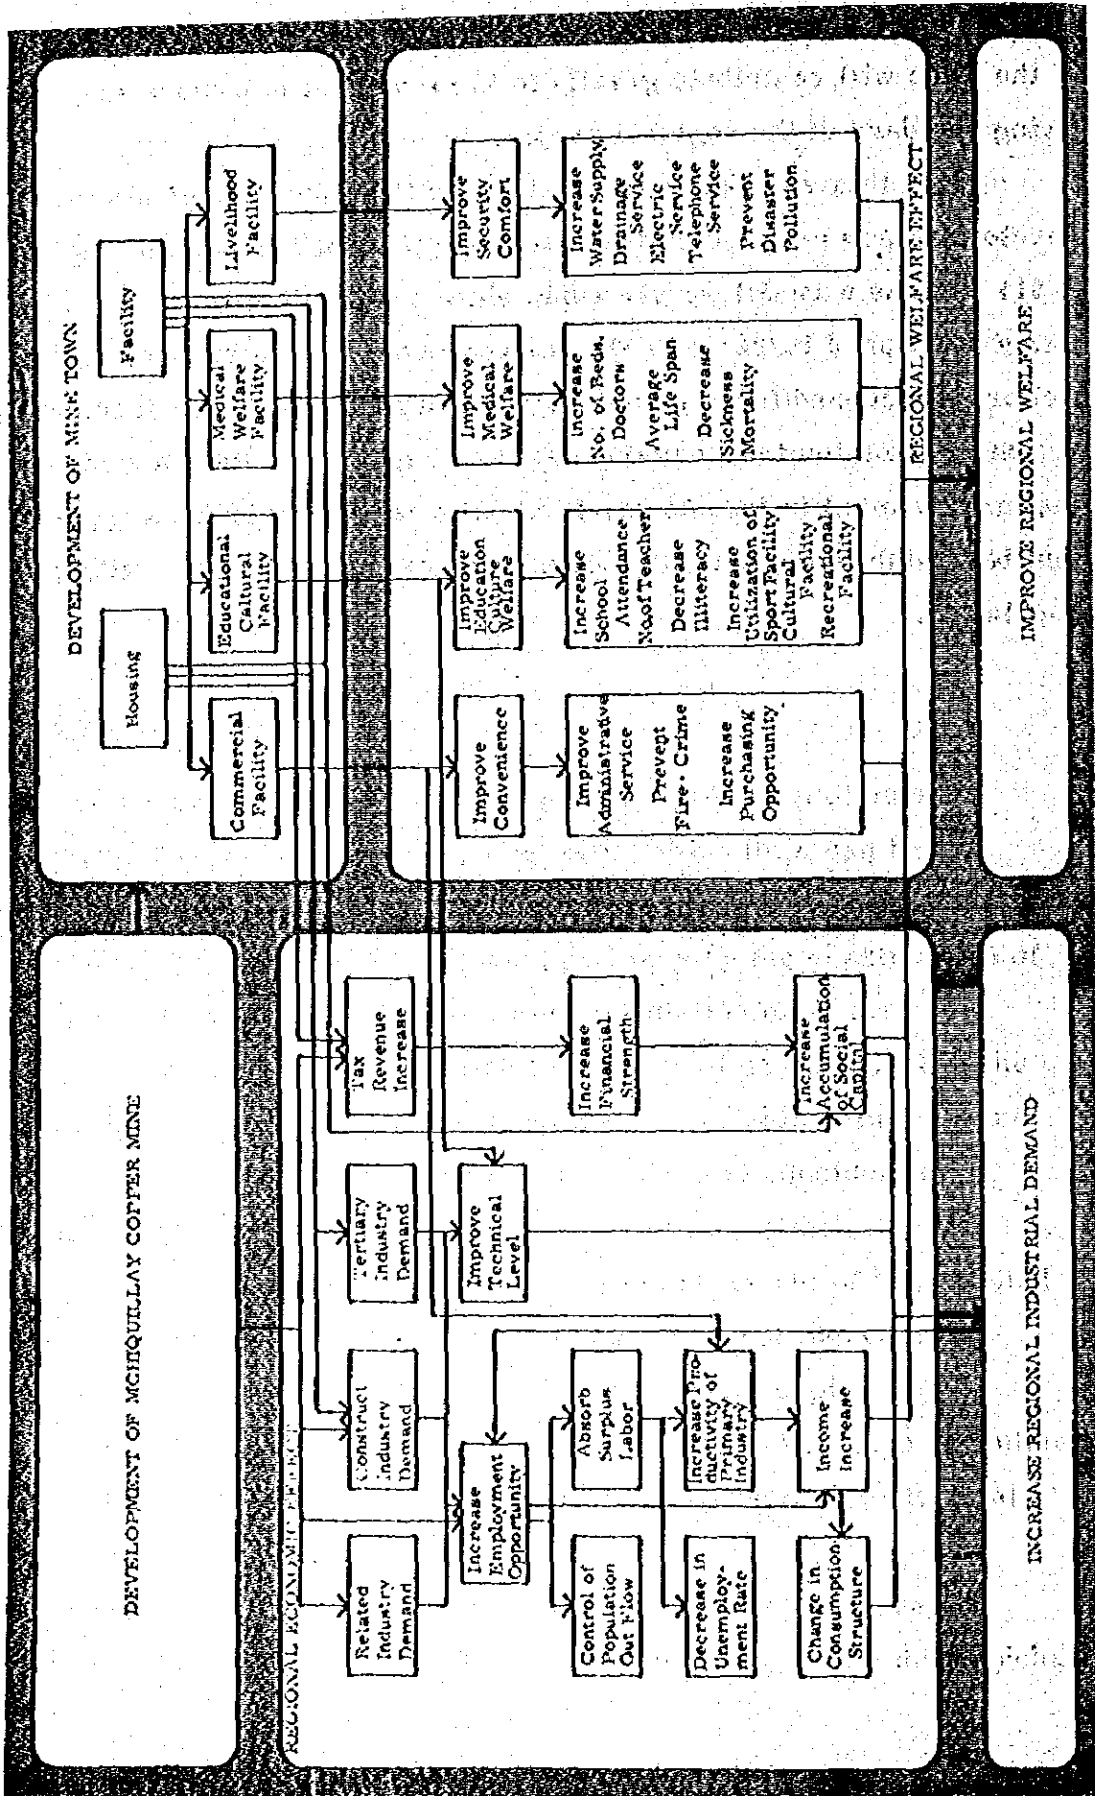 DEVELOPMENT OF MCHIQUILLAY COPPER MINE
DEVELOPMENT OF MINE TOWN
Housing
Facility
Commercial
Facility
Educational
Cultural
Facility
Medical
Welfare
Facility
Livelihood
Facility
REGIONAL ECONOMIC EFFECT
Related
Industry
Demand
Construct
Industry
Demand
Tertiary
Industry
Demand
Tax
Revenue
Increase
Increase
Employment
Opportunity
Improve
Technical
Level
Control of
Population
Out Flow
Absorb
Surplus
Labor
Increase
Financial
Strength
Decrease in
Unemploy-
ment Rate
Increase Pro-
ductivity of
Primary
Industry
Change in
Consumption
Structure
Income
Increase
Increase
Accumulation
of Social
Capital
Improve
Convenience
Improve
Education
Culture
Welfare
Improve
Medical
Welfare
Improve
Security
Comfort
Improve
Administrative
Service
Prevent
Fire. Crime
Increase
Purchasing
Opportunity
Increase
School
Attendance
No. of Teacher
Decrease
Illiteracy
Increase
Utilization of
Sport Facility
Cultural
Facility
Recreational
Facility
Increase
No. of Beds.
Doctors
Average
Life Span
Decrease
Sickness
Mortality
Increase
Water Supply
Drainage
Service
Electric
Service
Telephone
Service
Prevent
Disaster
Pollution
REGIONAL WELFARE EFFECT
INCREASE REGIONAL INDUSTRIAL DEMAND
IMPROVE REGIONAL WELFARE